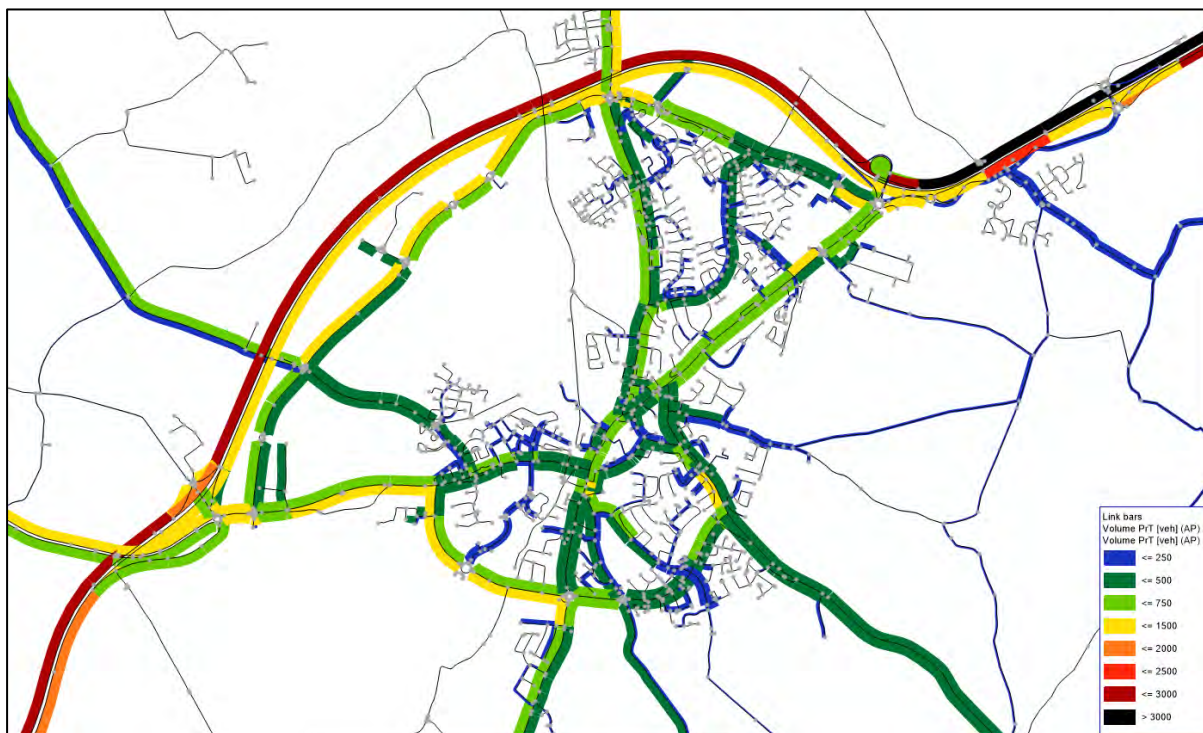 Link bars
Volume PrT [veh] (AP)
Volume PrT [veh] (AP)
<= 250
<= 500
<= 750
<= 1500
<= 2000
<= 2500
<= 3000
> 3000